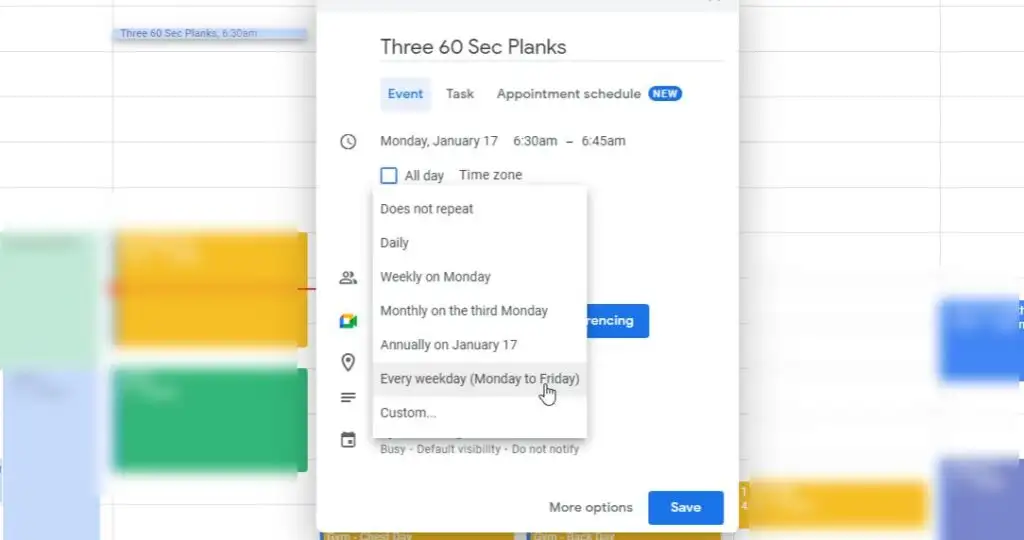 Three 60 Sec Planks, 6:30am
Three 60 Sec Planks
Event Task Appointment schedule NEW
Monday, January 17 6:30am – 6:45am
All day Time zone
Does not repeat
Daily
Weekly on Monday
Monthly on the third Monday
Annually on January 17
Every weekday (Monday to Friday)
Custom...
Busy · Default visibility · Do not notify
More options Save
Gym - Chest Day
Gym - Back Day